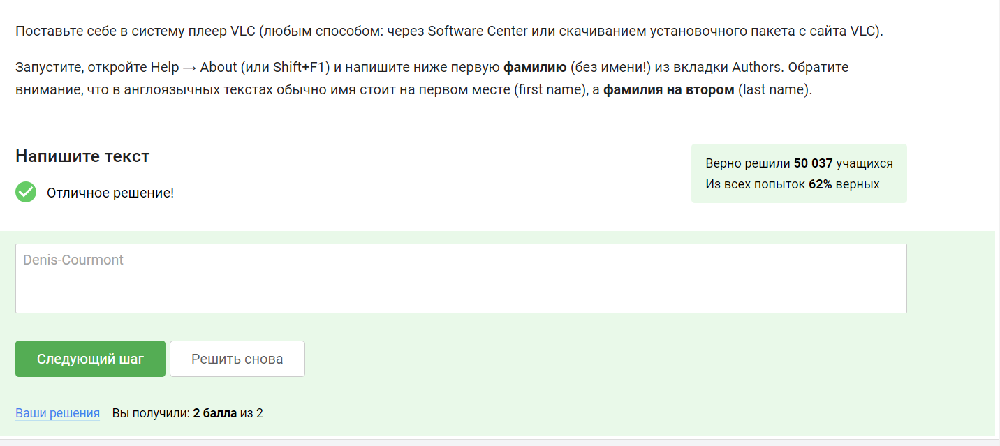 Поставьте себе в систему плеер VLC (любым способом: через Software Center или скачиванием установочного пакета с сайта VLC).
Запустите, откройте Help → About (или Shift+F1) и напишите ниже первую фамилию (без имени!) из вкладки Authors. Обратите
внимание, что в англоязычных текстах обычно имя стоит на первом месте (first name), а фамилия на втором (last name).
Напишите текст
Верно решили 50 037 учащихся
Из всех попыток 62% верных
Отличное решение!
Denis-Courmont
Следующий шаг
Решить снова
Ваши решения Вы получили: 2 балла из 2